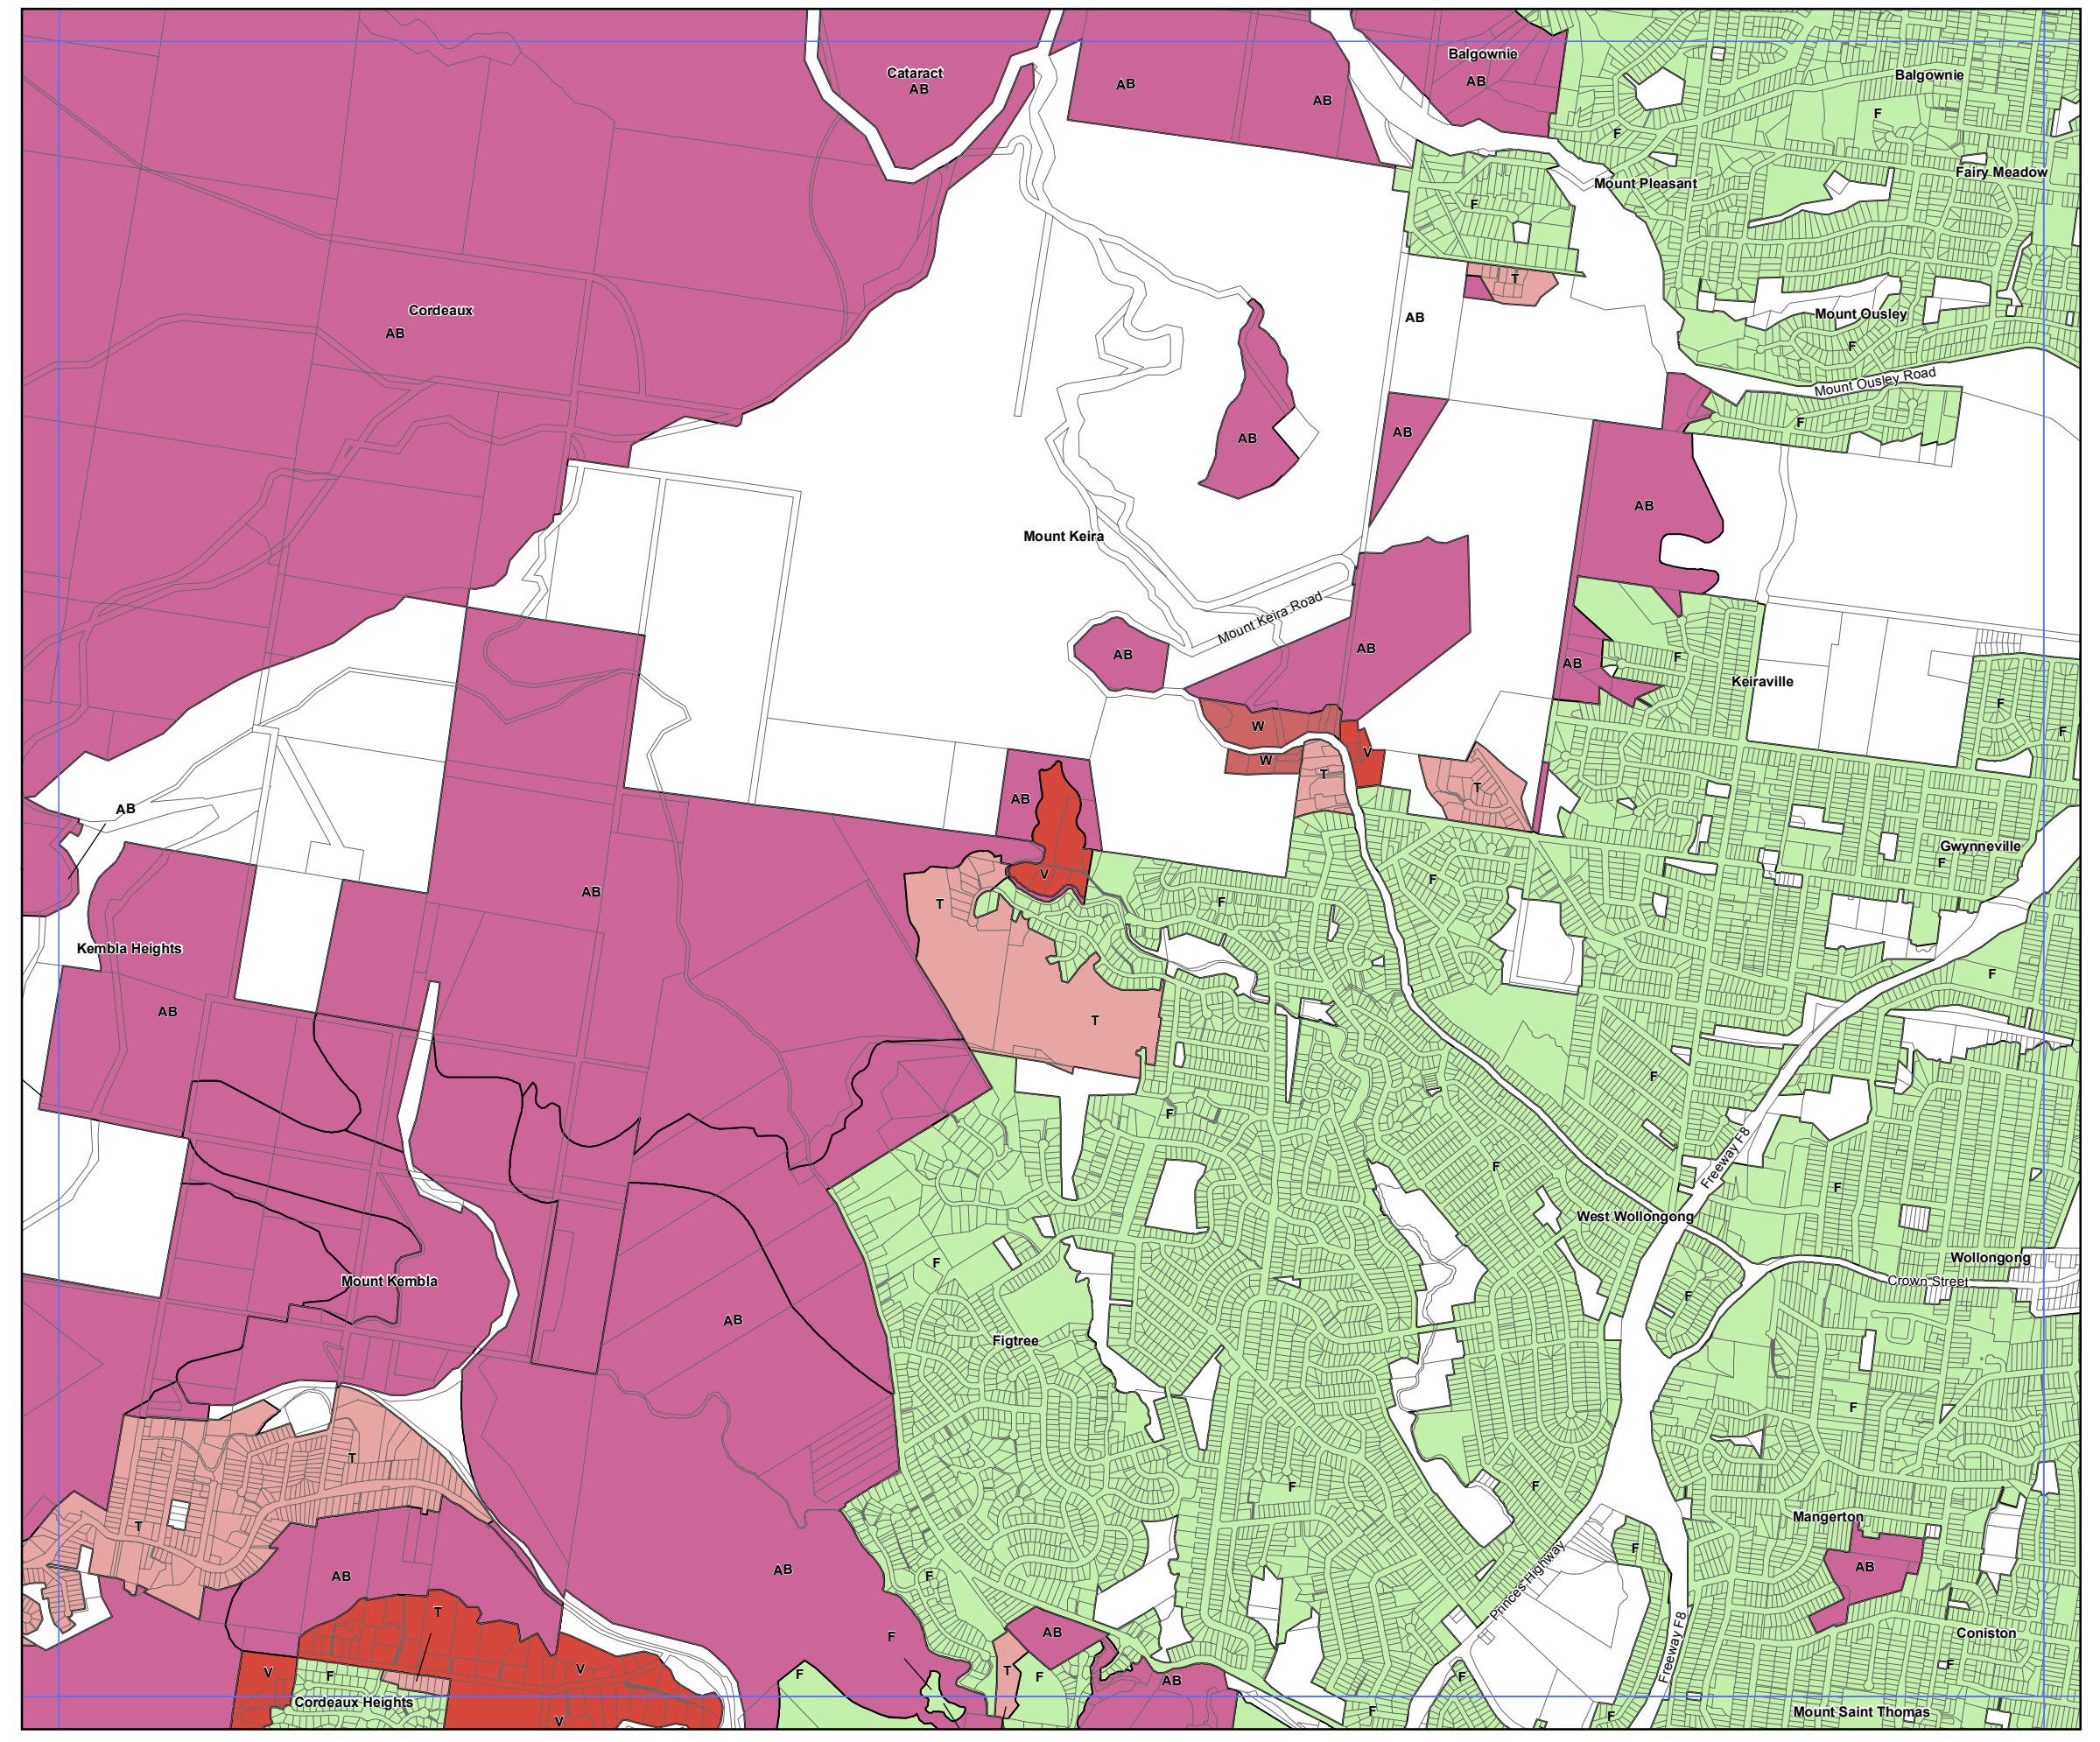 Balgownie
Cataract
AB
AB
AB
AB
Balgownie
F
F
Fairy Meadow
Mount Pleasant
F
T
Cordeaux
AB
AB
Mount Ousley
F
Mount Ousley Road
AB
AB
F
AB
Mount Keira
Mount Keira Road
AB
AB
AB
F
Keiraville
F
F
W
V
W
T
T
AB
AB
Gwynneville
F
V
F
AB
T
F
Kembla Heights
F
AB
T
F
F
Freeway F8
F
F
West Wollongong
F
Wollongong
Crown Street
Mount Kembla
F
AB
Figtree
F
T
F
F
T
Mangerton
AB
AB
AB
F
F
Princes Highway
T
F
AB
Coniston
Freeway F8
V
F
V
F
T
F
AB
F
F
Cordeaux Heights
V
F
F
Mount Saint Thomas